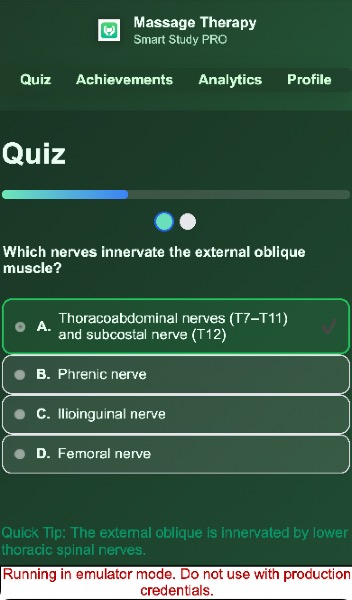 Massage Therapy
Smart Study PRO
Quiz Achievements Analytics Profile
Quiz
Which nerves innervate the external oblique
muscle?
A. Thoracoabdominal nerves (T7–T11)
and subcostal nerve (T12)
B. Phrenic nerve
C. Ilioinguinal nerve
D. Femoral nerve
Quick Tip: The external oblique is innervated by lower
thoracic spinal nerves.
Running in emulator mode. Do not use with production
credentials.